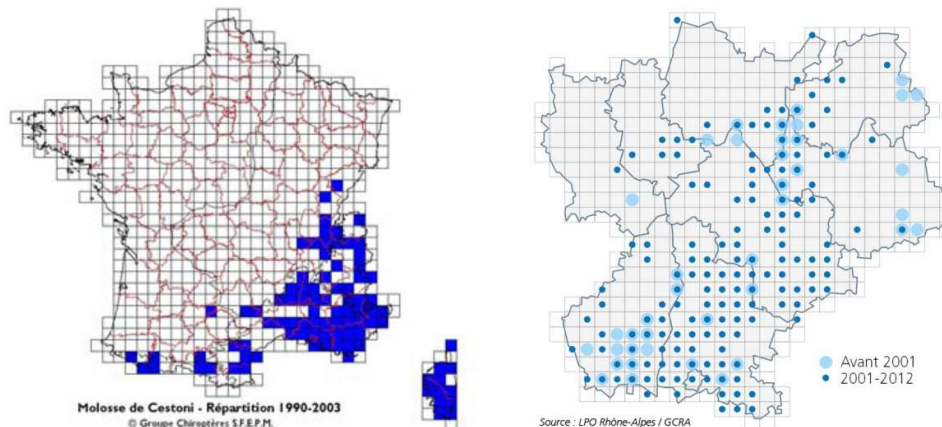 Molosse de Cestoni - Répartition 1990-2003
© Groupe Chiroptères S.F.E.P.M.
Avant 2001
2001-2012
Source : LPO Rhône-Alpes / GCRA